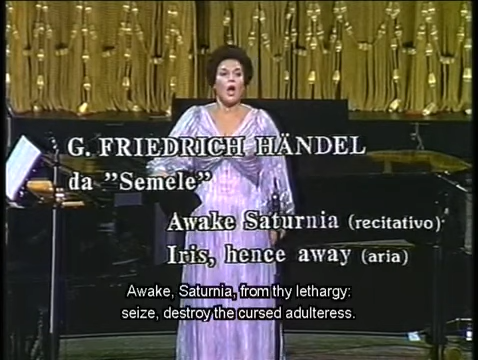 G. FRIEDRICH HÄNDEL
da "Semele"
Awake Saturnia (recitativo)
Iris, hence away (aria)
Awake, Saturnia, from thy lethargy:
seize, destroy the cursed adulteress.